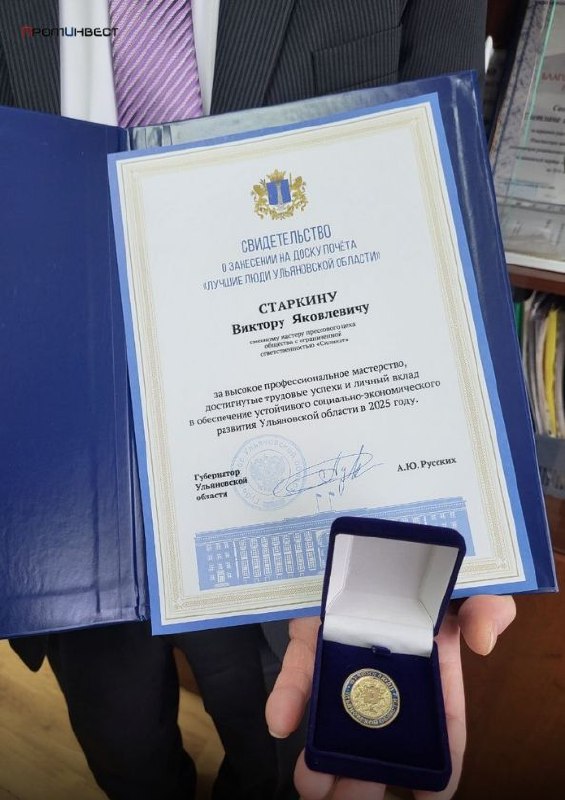 ПРОМИНВЕСТ
СВИДЕТЕЛЬСТВО
О ЗАНЕСЕНИИ НА ДОСКУ ПОЧЁТА
«ЛУЧШИЕ ЛЮДИ УЛЬЯНОВСКОЙ ОБЛАСТИ»
СТАРКИНУ
Виктору Яковлевичу
сменному мастеру прессового цеха
общества с ограниченной
ответственностью «Силикат»
за высокое профессиональное мастерство,
достигнутые трудовые успехи и личный вклад
в обеспечение устойчивого социально-экономического
развития Ульяновской области в 2025 году.
Губернатор
Ульяновской
области
А.Ю. Русских